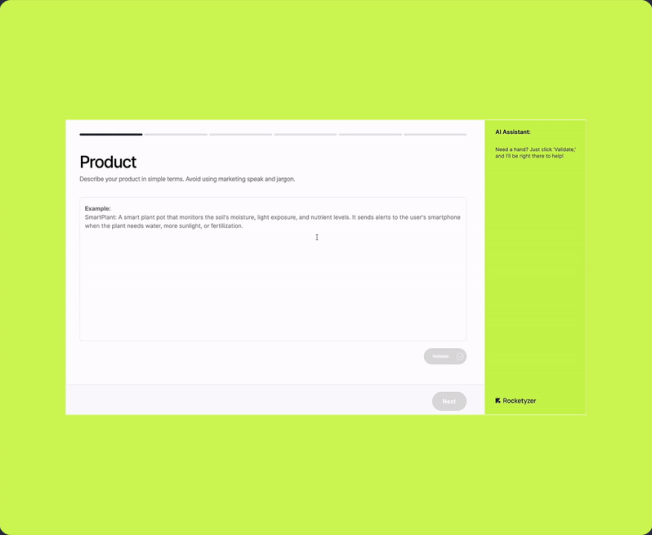 Product
Describe your product in simple terms. Avoid using marketing speak and jargon.
Example:
SmartPlant: A smart plant pot that monitors the soil's moisture, light exposure, and nutrient levels. It sends alerts to the user's smartphone
when the plant needs water, more sunlight, or fertilization.
Validate
Next
AI Assistant:
Need a hand? Just click 'Validate,'
and I'll be right there to help!
Rocketyzer